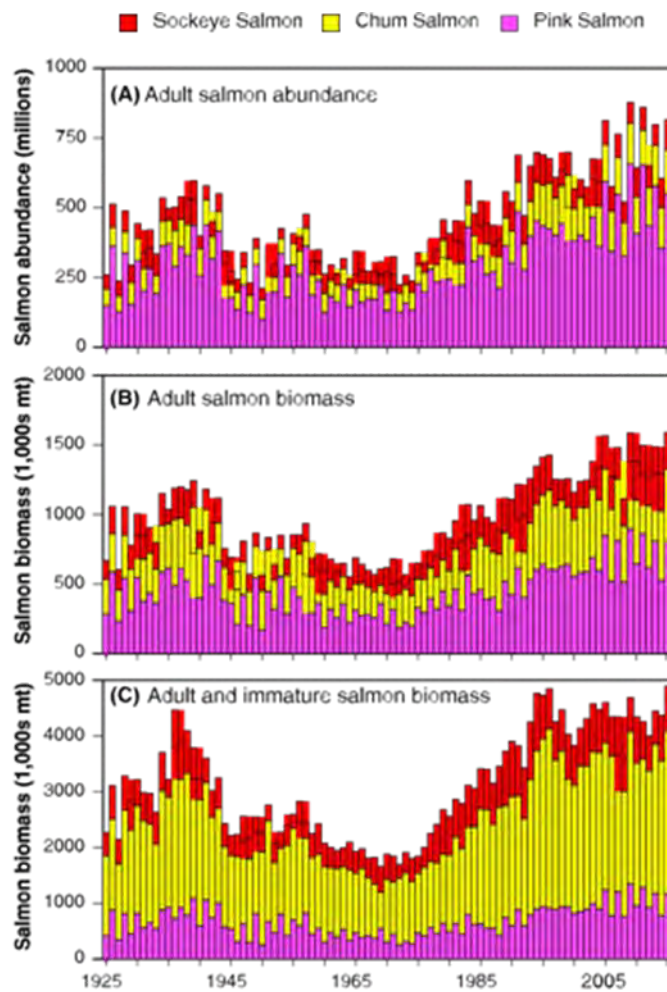 Sockeye Salmon Chum Salmon Pink Salmon
Salmon abundance (millions)
1000
750
500
250
0
(A) Adult salmon abundance
Salmon biomass (1,000s mt)
2000
1500
1000
500
0
(B) Adult salmon biomass
Salmon biomass (1,000s mt)
5000
4000
3000
2000
1000
0
(C) Adult and immature salmon biomass
1925 1945 1965 1985 2005